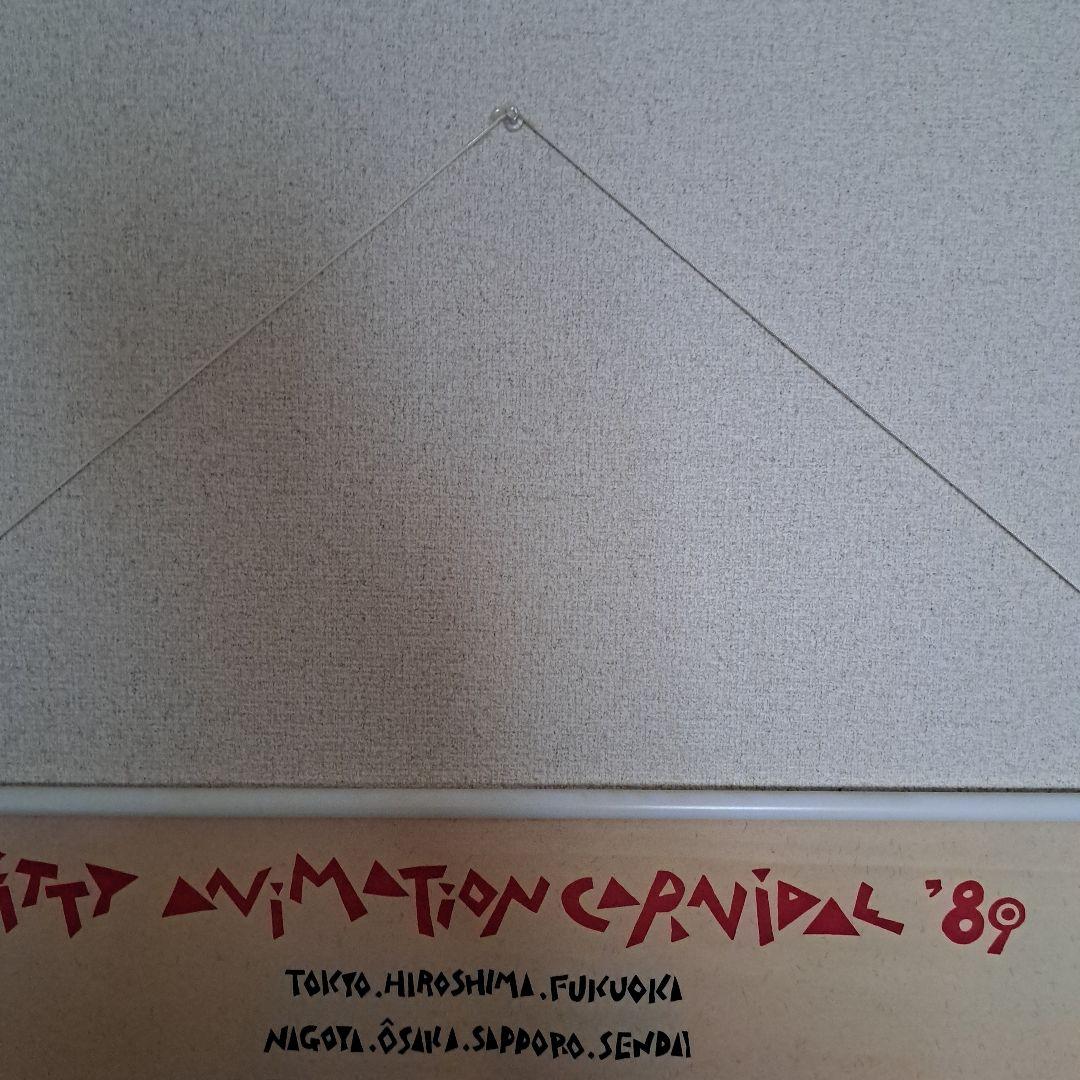 ITTY ANIMATION CARNIVAL '89
TOKYO.HIROSHIMA.FUKUOKA
NAGOYA.ÔSAKA.SAPPORO.SENDAI